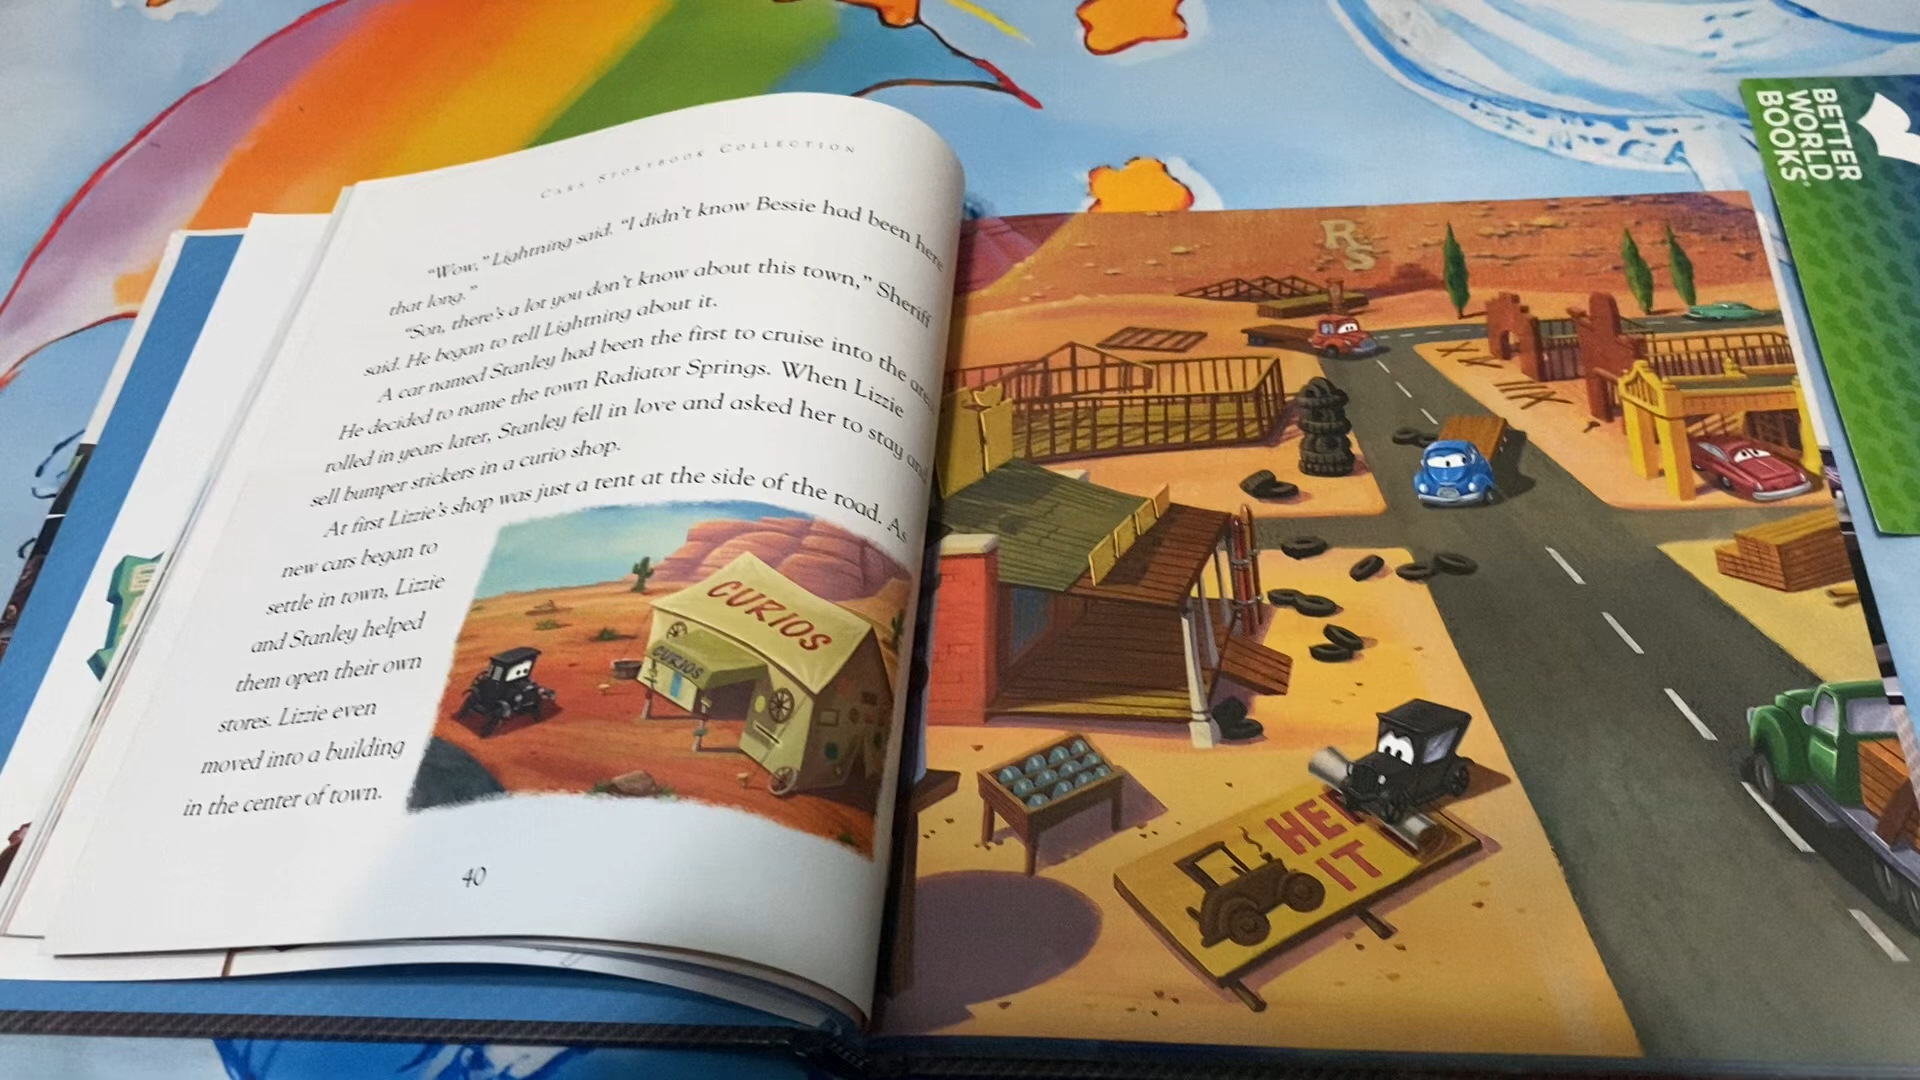 CARS STORYBOOK COLLECTION
“Wow,” Lightning said. “I didn’t know Bessie had been here
that long.”
“Son, there’s a lot you don’t know about this town,” Sheriff
said. He began to tell Lightning about it.
A car named Stanley had been the first to cruise into the area.
He decided to name the town Radiator Springs. When Lizzie
rolled in years later, Stanley fell in love and asked her to stay and
sell bumper stickers in a curio shop.
At first Lizzie’s shop was just a tent at the side of the road. As
new cars began to
settle in town, Lizzie
and Stanley helped
them open their own
stores. Lizzie even
moved into a building
in the center of town.
CURIOS
CURIOS
40
RS
HE
IT
BETTER
WORLD
BOOKS